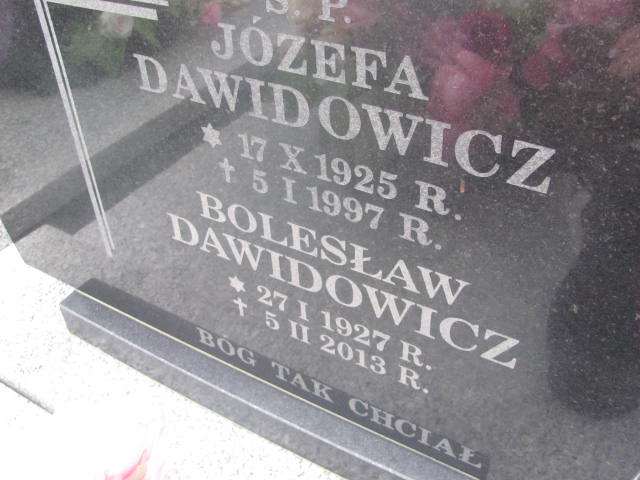 Ś. P.
JÓZEFA
DAWIDOWICZ
* 17 X 1925 R.
✝ 5 I 1997 R.
BOLESŁAW
DAWIDOWICZ
* 27 I 1927 R.
✝ 5 II 2013 R.
BÓG TAK CHCIAŁ